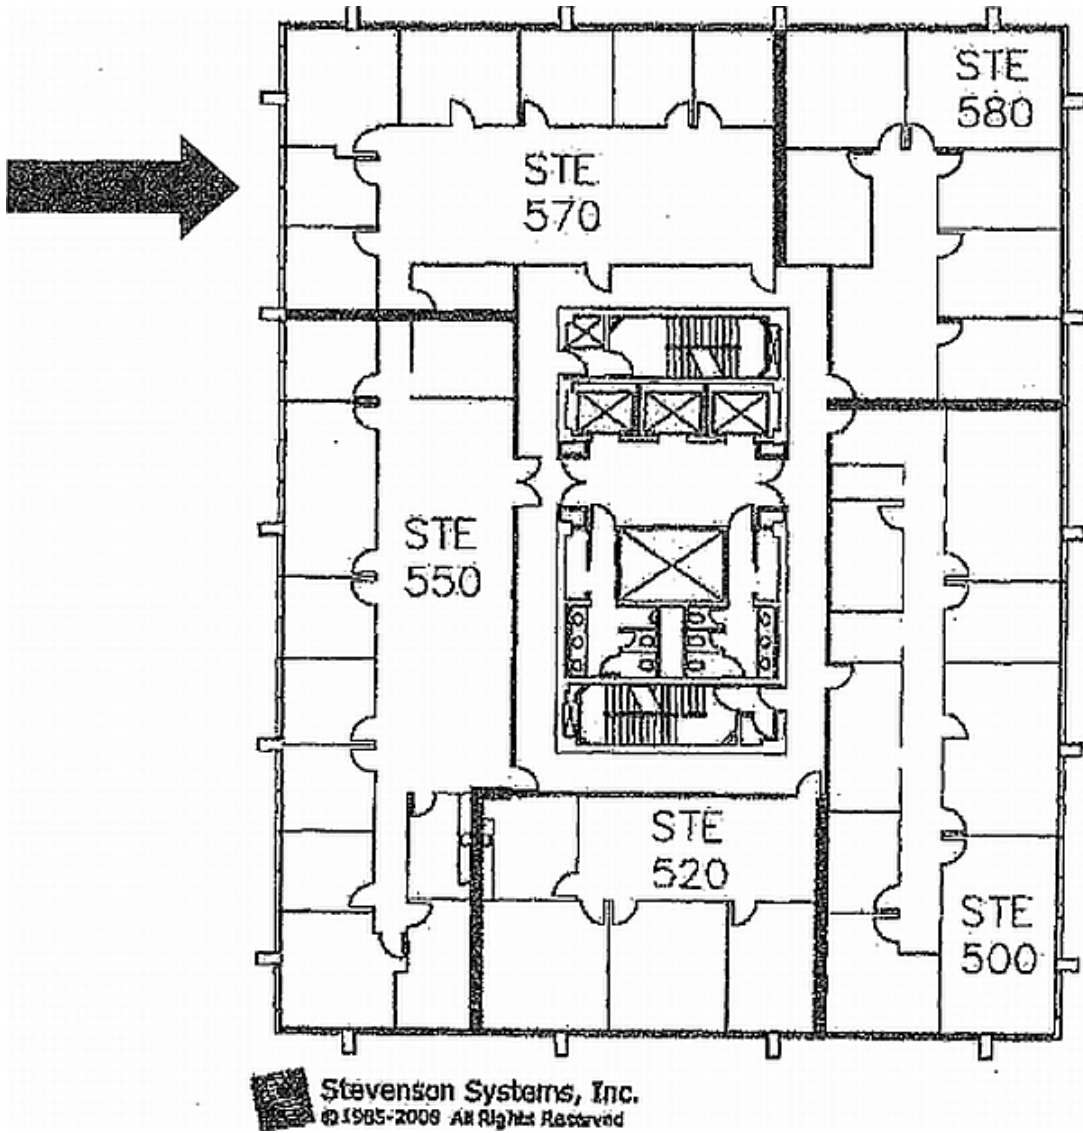 STE
580
STE
570
STE
550
STE
520
STE
500
Stevenson Systems, Inc.
© 1985-2008 All Rights Reserved